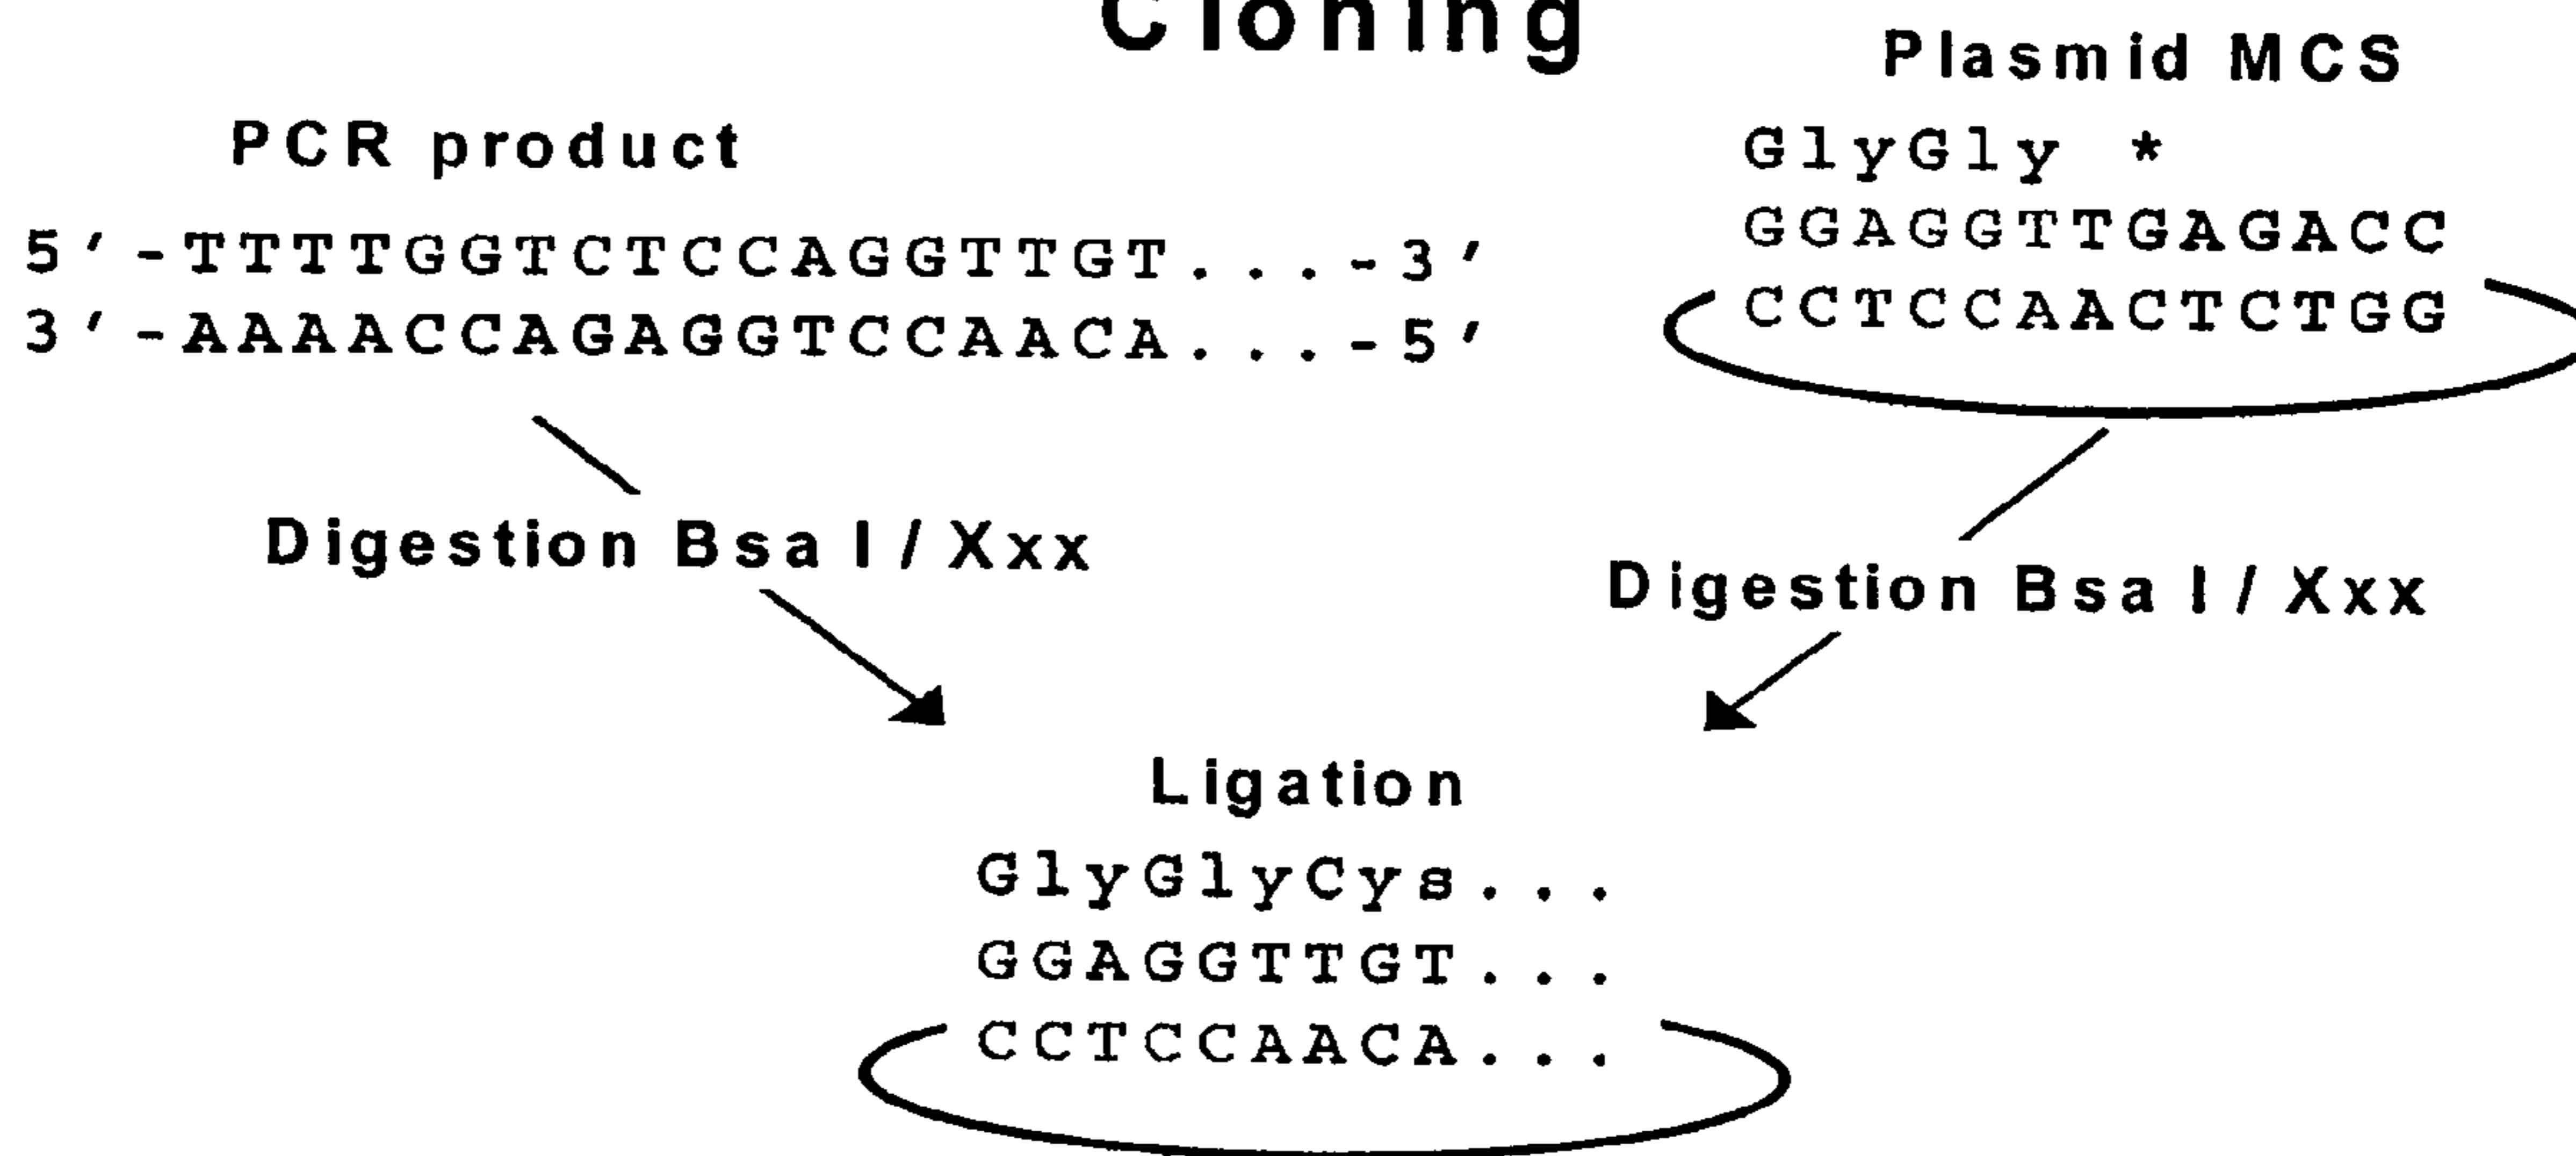 Cloning
PCR product
5'-TTTTGGTCTCCAGGTTGT...-3'
3'-AAAACCAGAGGTCCAACA...-5'
Plasmid MCS
GlyGly *
GGAGGTTGAGACC
CCTCCAACTCTGG
Digestion Bsa I / Xxx
Digestion Bsa I / Xxx
Ligation
GlyGlyCys...
GGAGGTTGT...
CCTCCAACA...